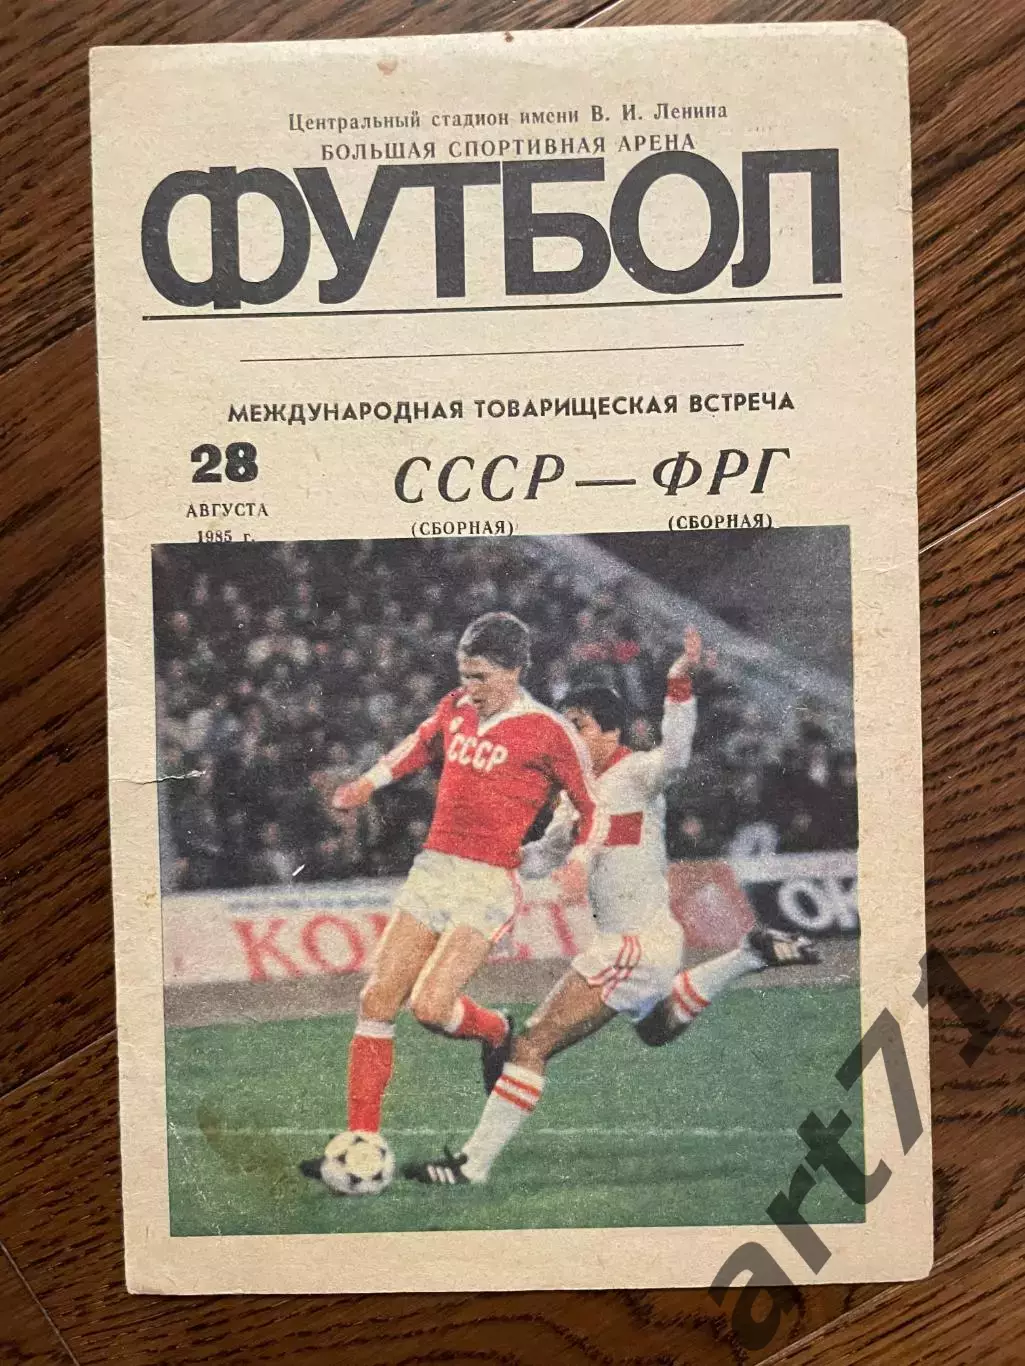 Центральный стадион имени В. И. Ленина
БОЛЬШАЯ СПОРТИВНАЯ АРЕНА
ФУТБОЛ
МЕЖДУНАРОДНАЯ ТОВАРИЩЕСКАЯ ВСТРЕЧА
28
АВГУСТА
1985 г.
СССР — ФРГ
(СБОРНАЯ) (СБОРНАЯ)
СССР
art71